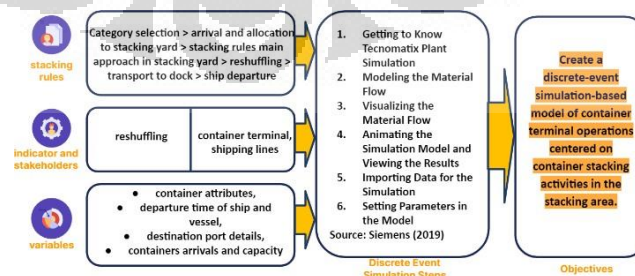 Category selection > arrival and allocation
to stacking yard > stacking rules main
approach in stacking yard > reshuffling >
transport to dock > ship departure
stacking
rules
reshuffling
container terminal,
shipping lines
indicator and
stakeholders
● container attributes,
● departure time of ship and
vessel,
● destination port details,
● containers arrivals and capacity
variables
1. Getting to Know
Tecnomatix Plant
Simulation
2. Modeling the Material
Flow
3. Visualizing the
Material Flow
4. Animating the
Simulation Model and
Viewing the Results
5. Importing Data for the
Simulation
6. Setting Parameters in
the Model
Source: Siemens (2019)
Discrete Event
Simulation Steps
Create a
discrete-event
simulation-based
model of container
terminal operations
centered on
container stacking
activities in the
stacking area.
Objectives